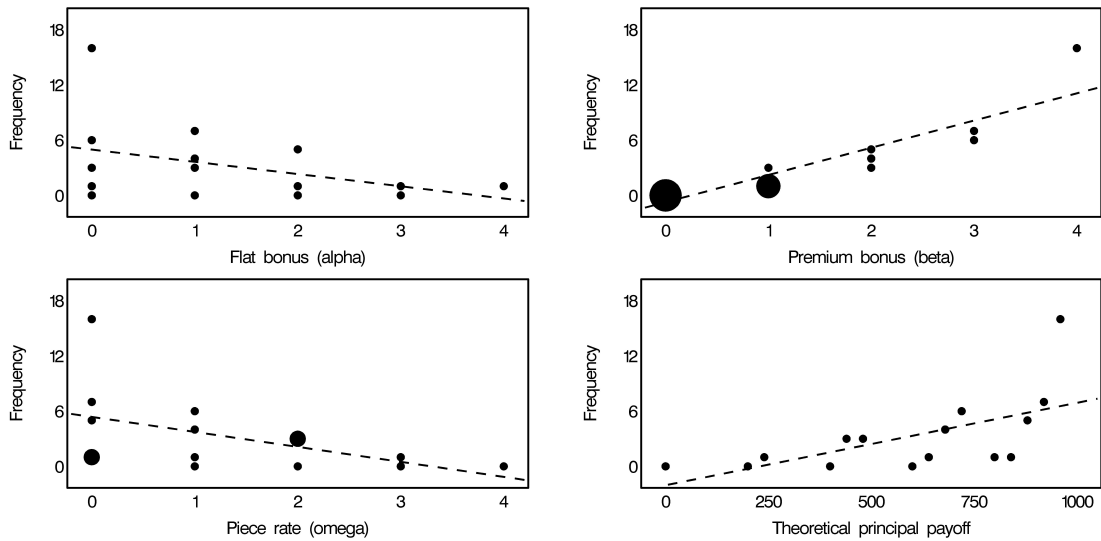 18
12
6
0
Frequency
0 1 2 3 4
Flat bonus (alpha)
18
12
6
0
Frequency
0 1 2 3 4
Premium bonus (beta)
18
12
6
0
Frequency
0 1 2 3 4
Piece rate (omega)
18
12
6
0
Frequency
0 250 500 750 1000
Theoretical principal payoff